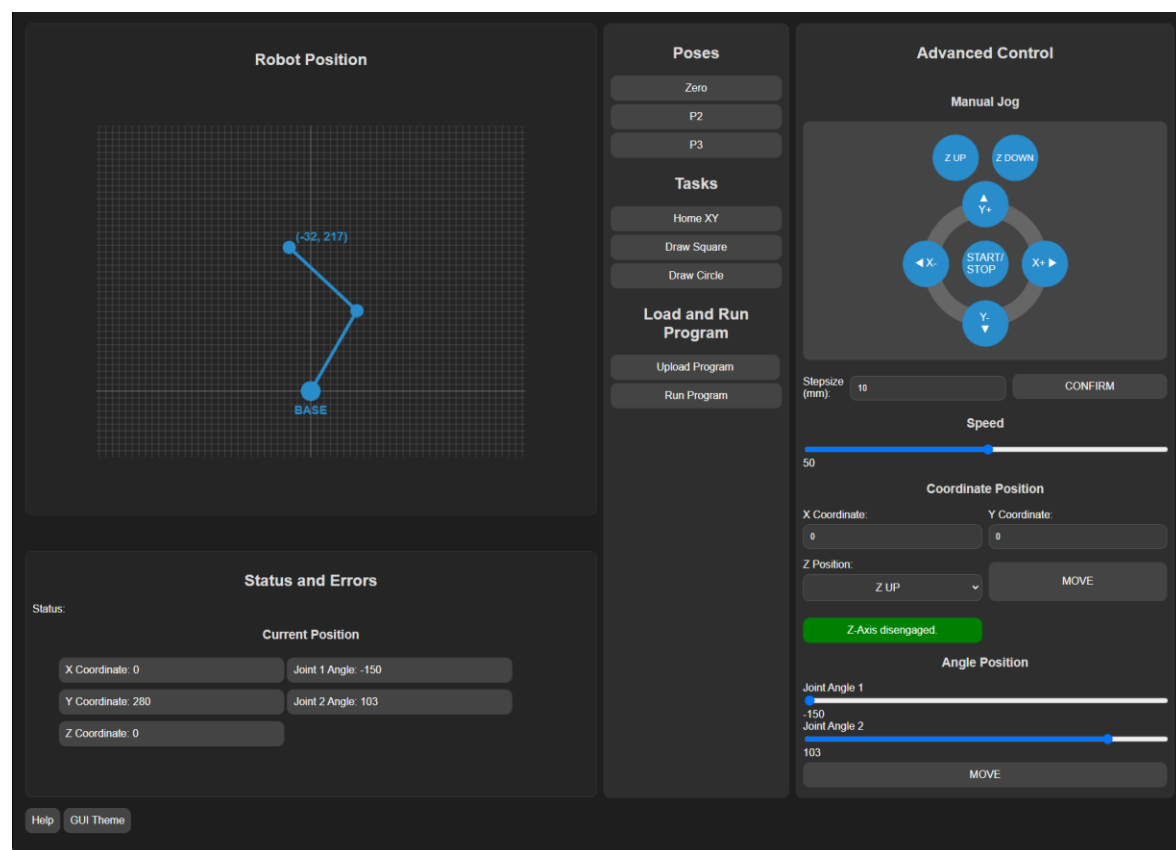 Robot Position
(-32, 217)
BASE
Status and Errors
Status:
Current Position
X Coordinate: 0
Joint 1 Angle: -150
Y Coordinate: 280
Joint 2 Angle: 103
Z Coordinate: 0
Help
GUI Theme
Poses
Zero
P2
P3
Tasks
Home XY
Draw Square
Draw Circle
Load and Run
Program
Upload Program
Run Program
Advanced Control
Manual Jog
Z UP
Z DOWN
▲
Y+
◀ X-
START/
STOP
X+ ▶
Y-
▼
Stepsize
(mm):
10
CONFIRM
Speed
50
Coordinate Position
X Coordinate:
Y Coordinate:
0
0
Z Position:
Z UP
MOVE
Z-Axis disengaged.
Angle Position
Joint Angle 1
-150
Joint Angle 2
103
MOVE